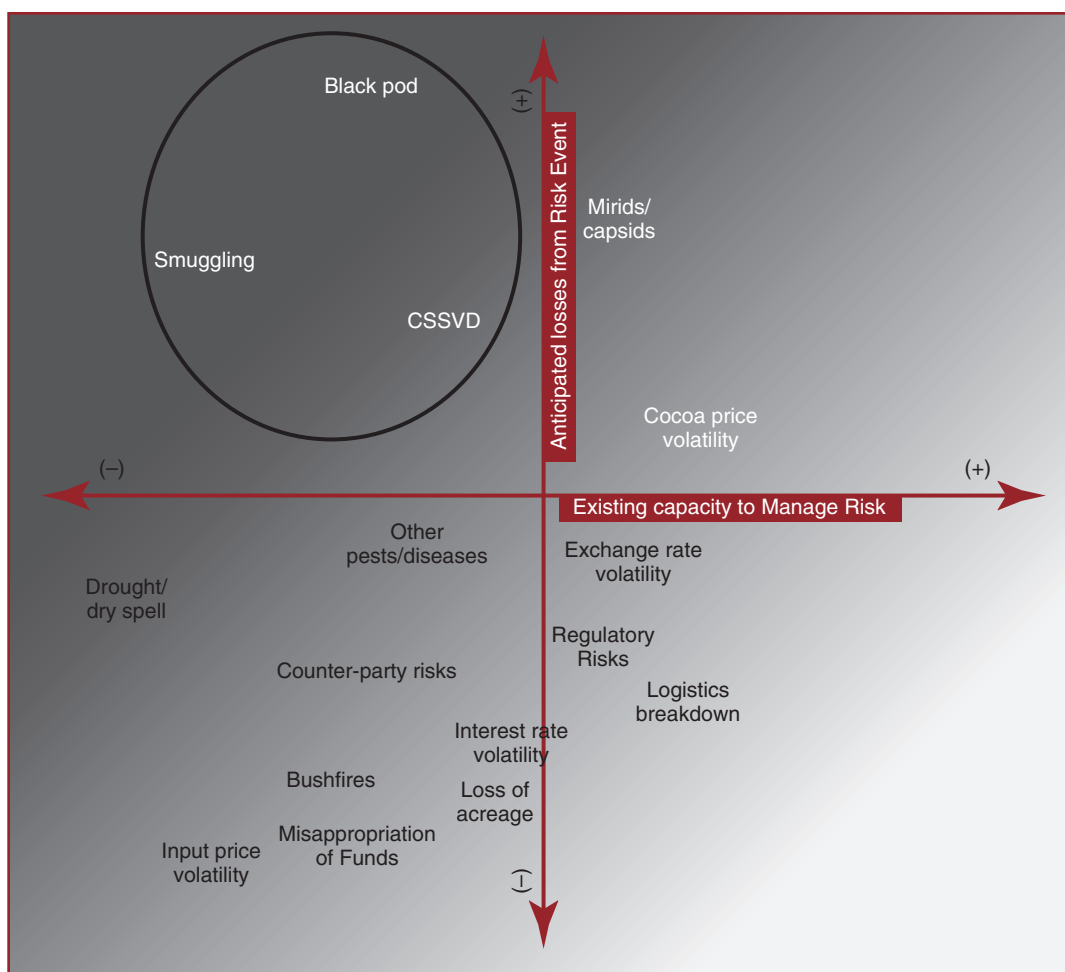 Black pod
(+)
Anticipated losses from Risk Event
Mirids/
capsids
Smuggling
CSSVD
Cocoa price
volatility
(–)
(+)
Existing capacity to Manage Risk
Other
pests/diseases
Exchange rate
volatility
Drought/
dry spell
Regulatory
Risks
Counter-party risks
Logistics
breakdown
Interest rate
volatility
Bushfires
Loss of
acreage
Misappropriation
of Funds
Input price
volatility
(–)